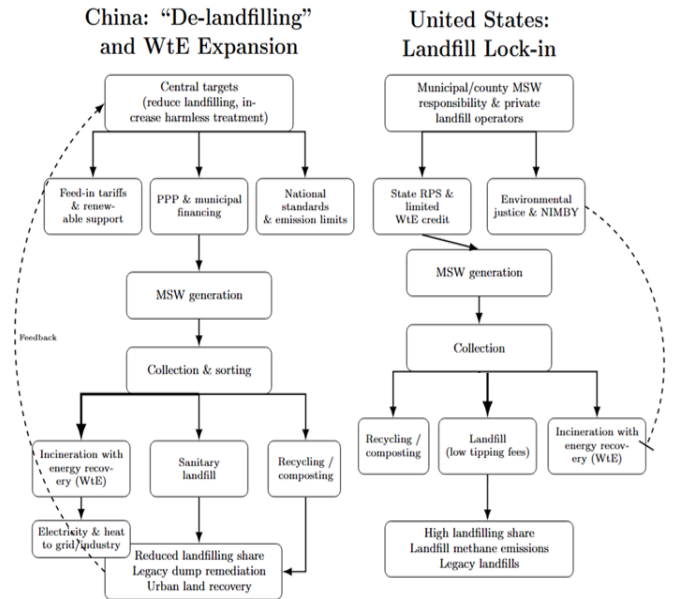 China: “De-landfilling”
and WtE Expansion
Central targets
(reduce landfilling, in-
crease harmless treatment)
Feed-in tariffs
& renew-
able support
PPP & municipal
financing
National
standards
& emission limits
MSW generation
Feedback
Collection & sorting
Incineration with
energy recov-
ery (WtE)
Sanitary
landfill
Recycling /
composting
Electricity & heat
to grid/industry
Reduced landfilling share
Legacy dump remediation
Urban land recovery
United States:
Landfill Lock-in
Municipal/county MSW
responsibility & private
landfill operators
State RPS &
limited
WtE credit
Environmental
justice & NIMBY
MSW generation
Collection
Recycling /
composting
Landfill
(low tipping fees)
Incineration with
energy recov-
ery (WtE)
High landfilling share
Landfill methane emissions
Legacy landfills